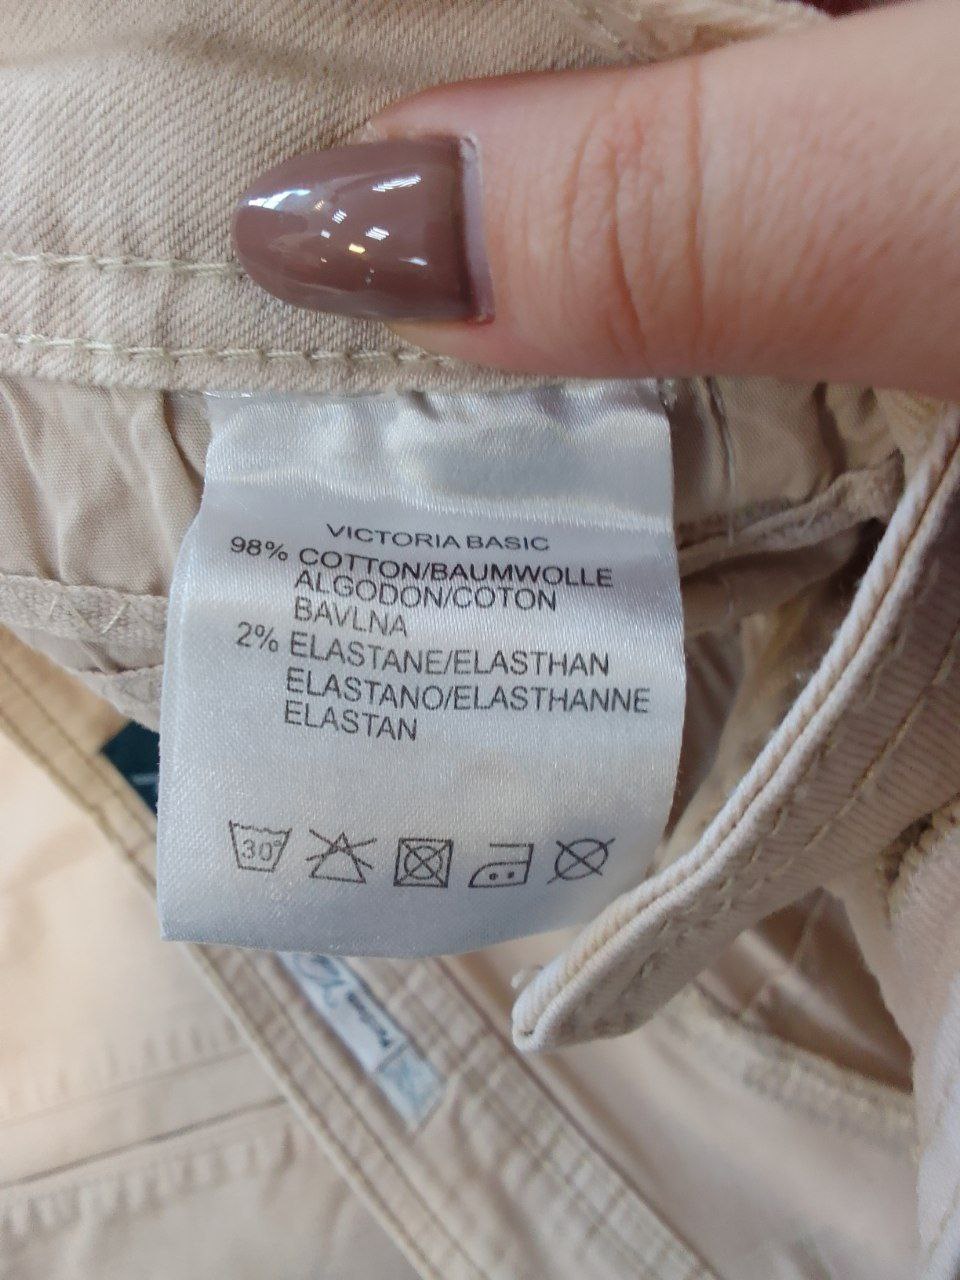 VICTORIA BASIC
98% COTTON/BAUMWOLLE
ALGODON/COTON
BAVLNA
2% ELASTANE/ELASTHAN
ELASTANO/ELASTHANNE
ELASTAN
30°